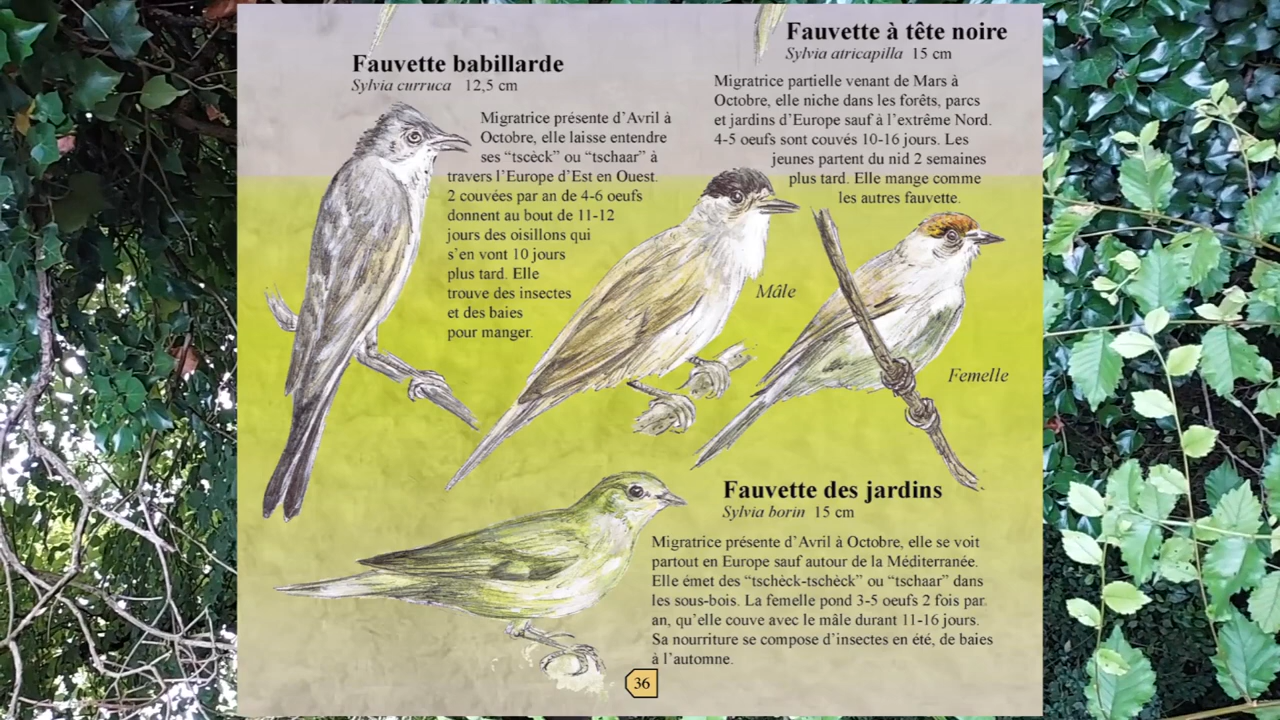 Fauvette babillarde
Sylvia curruca 12,5 cm
Migratrice présente d’Avril à
Octobre, elle laisse entendre
ses “tscèck” ou “tschaar” à
travers l’Europe d’Est en Ouest.
2 couvées par an de 4-6 oeufs
donnent au bout de 11-12
jours des oisillons qui
s’en vont 10 jours
plus tard. Elle
trouve des insectes
et des baies
pour manger.
Fauvette à tête noire
Sylvia atricapilla 15 cm
Migratrice partielle venant de Mars à
Octobre, elle niche dans les forêts, parcs
et jardins d’Europe sauf à l’extrême Nord.
4-5 oeufs sont couvés 10-16 jours. Les
jeunes partent du nid 2 semaines
plus tard. Elle mange comme
les autres fauvette.
Mâle
Femelle
Fauvette des jardins
Sylvia borin 15 cm
Migratrice présente d’Avril à Octobre, elle se voit
partout en Europe sauf autour de la Méditerranée.
Elle émet des “tschèck-tschèck” ou “tschaar” dans
les sous-bois. La femelle pond 3-5 oeufs 2 fois par
an, qu’elle couve avec le mâle durant 11-16 jours.
Sa nourriture se compose d’insectes en été, de baies
à l’automne.
36